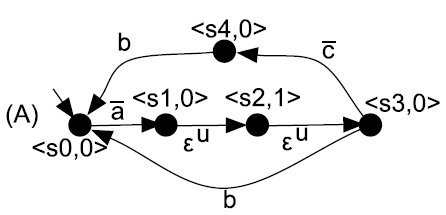 <s4,0>
b
c̅
(A)
a̅
<s1,0>
<s2,1>
<s3,0>
<s0,0>
εᵘ
εᵘ
b